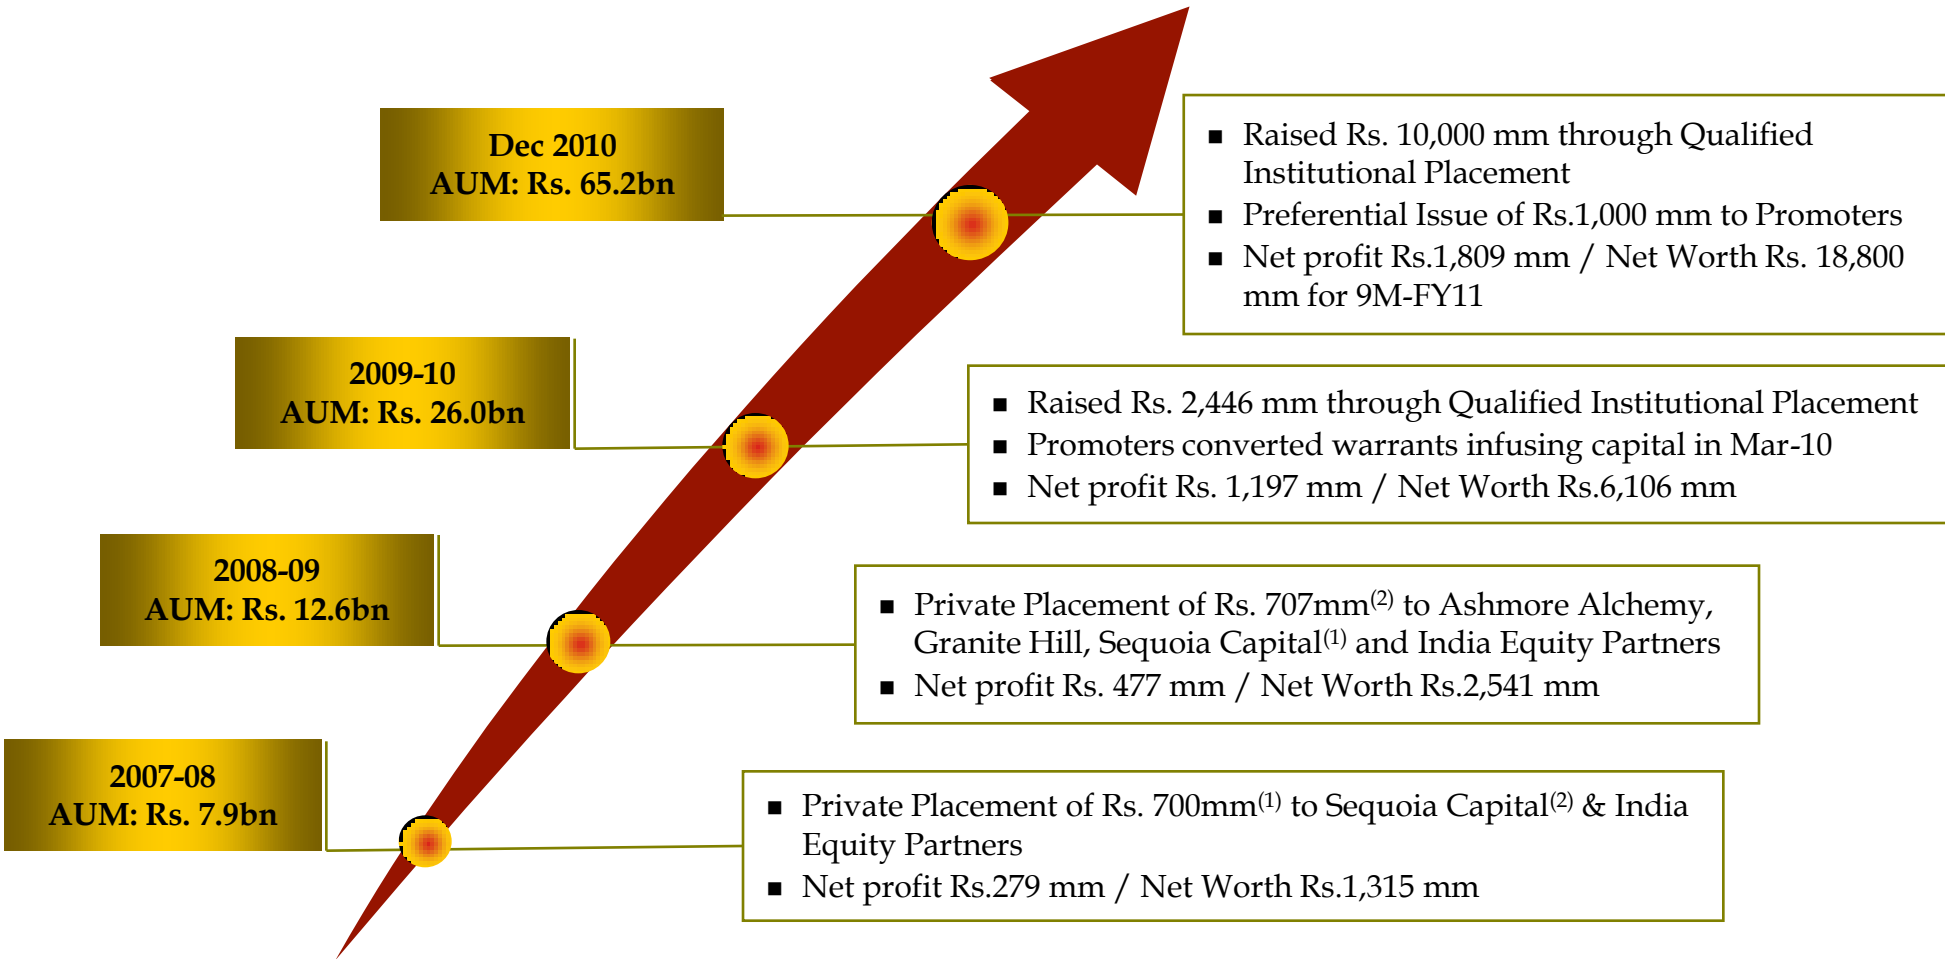 Dec 2010
AUM: Rs. 65.2bn
■ Raised Rs. 10,000 mm through Qualified
Institutional Placement
■ Preferential Issue of Rs.1,000 mm to Promoters
■ Net profit Rs.1,809 mm / Net Worth Rs. 18,800
mm for 9M-FY11
2009-10
AUM: Rs. 26.0bn
■ Raised Rs. 2,446 mm through Qualified Institutional Placement
■ Promoters converted warrants infusing capital in Mar-10
■ Net profit Rs. 1,197 mm / Net Worth Rs.6,106 mm
2008-09
AUM: Rs. 12.6bn
■ Private Placement of Rs. 707mm(2) to Ashmore Alchemy,
Granite Hill, Sequoia Capital(1) and India Equity Partners
■ Net profit Rs. 477 mm / Net Worth Rs.2,541 mm
2007-08
AUM: Rs. 7.9bn
■ Private Placement of Rs. 700mm(1) to Sequoia Capital(2) & India
Equity Partners
■ Net profit Rs.279 mm / Net Worth Rs.1,315 mm